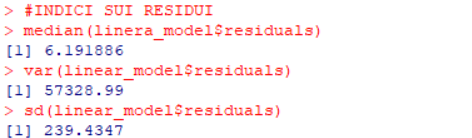 > #INDICI SUI RESIDUI
> median(linera_model$residuals)
[1] 6.191886
> var(linear_model$residuals)
[1] 57328.99
> sd(linear_model$residuals)
[1] 239.4347